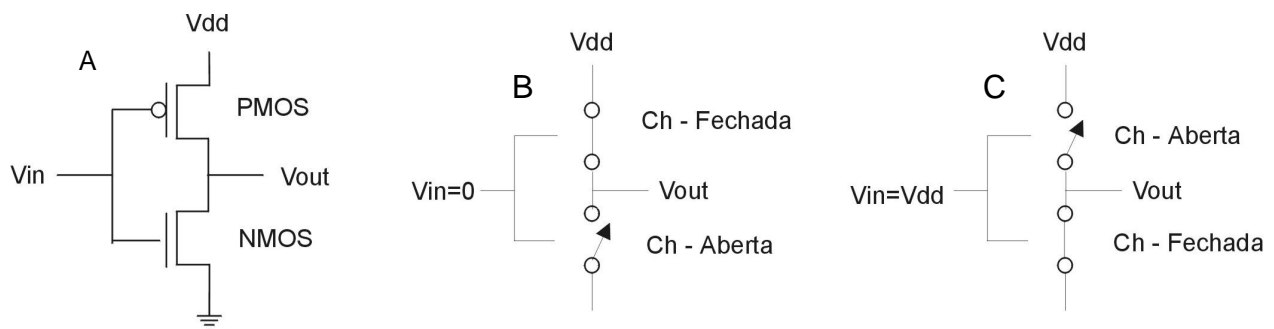 Vdd
A
PMOS
Vin
Vout
NMOS
Vdd
B
Ch - Fechada
Vin=0
Vout
Ch - Aberta
Vdd
C
Ch - Aberta
Vin=Vdd
Vout
Ch - Fechada